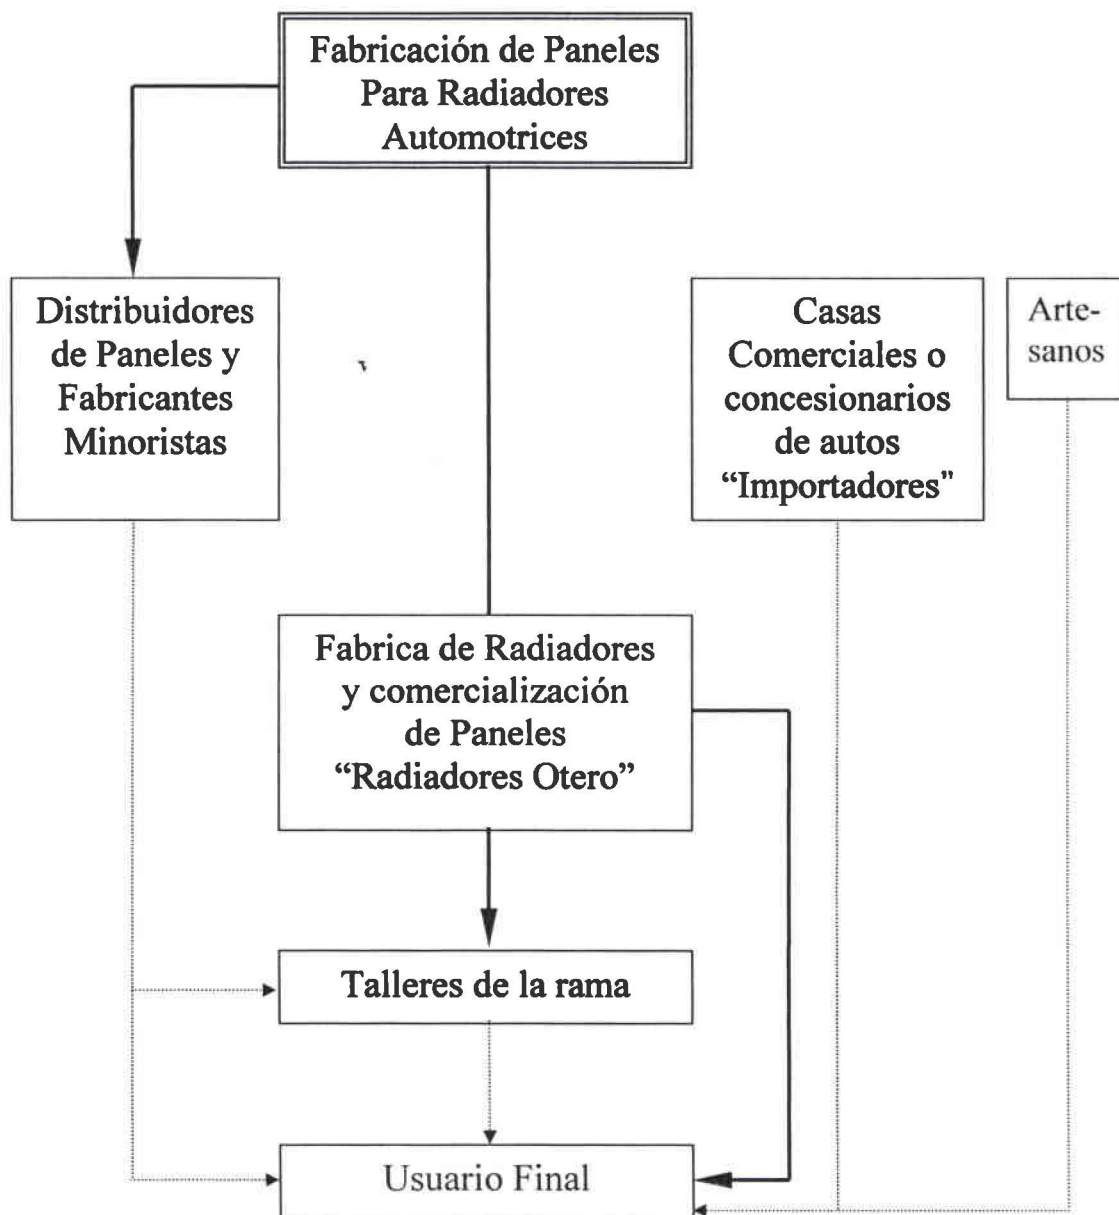 Fabricación de Paneles
Para Radiadores
Automotrices
Distribuidores
de Paneles y
Fabricantes
Minoristas
Casas
Comerciales o
concesionarios
de autos
“Importadores”
Arte-
sanos
Fabrica de Radiadores
y comercialización
de Paneles
“Radiadores Otero”
Talleres de la rama
Usuario Final